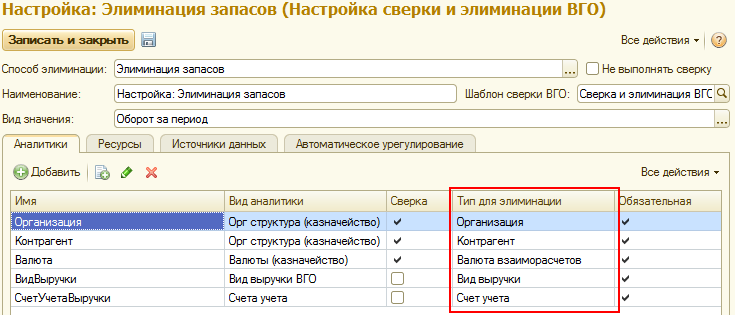 Настройка: Элиминация запасов (Настройка сверки и элиминации ВГО)
Записать и закрыть Все действия ?
Способ элиминации: Элиминация запасов ... Не выполнять сверку
Наименование: Настройка: Элиминация запасов Шаблон сверки ВГО: Сверка и элиминация ВГО
Вид значения: Оборот за период ...
Аналитики Ресурсы Источники данных Автоматическое урегулирование
Добавить Все действия
Имя Вид аналитики Сверка Тип для элиминации Обязательная
Организация Орг структура (казначейство) Организация
Контрагент Орг структура (казначейство) Контрагент
Валюта Валюты (казначейство) Валюта взаиморасчетов
ВидВыручки Вид выручки ВГО Вид выручки
СчетУчетаВыручки Счета учета Счет учета